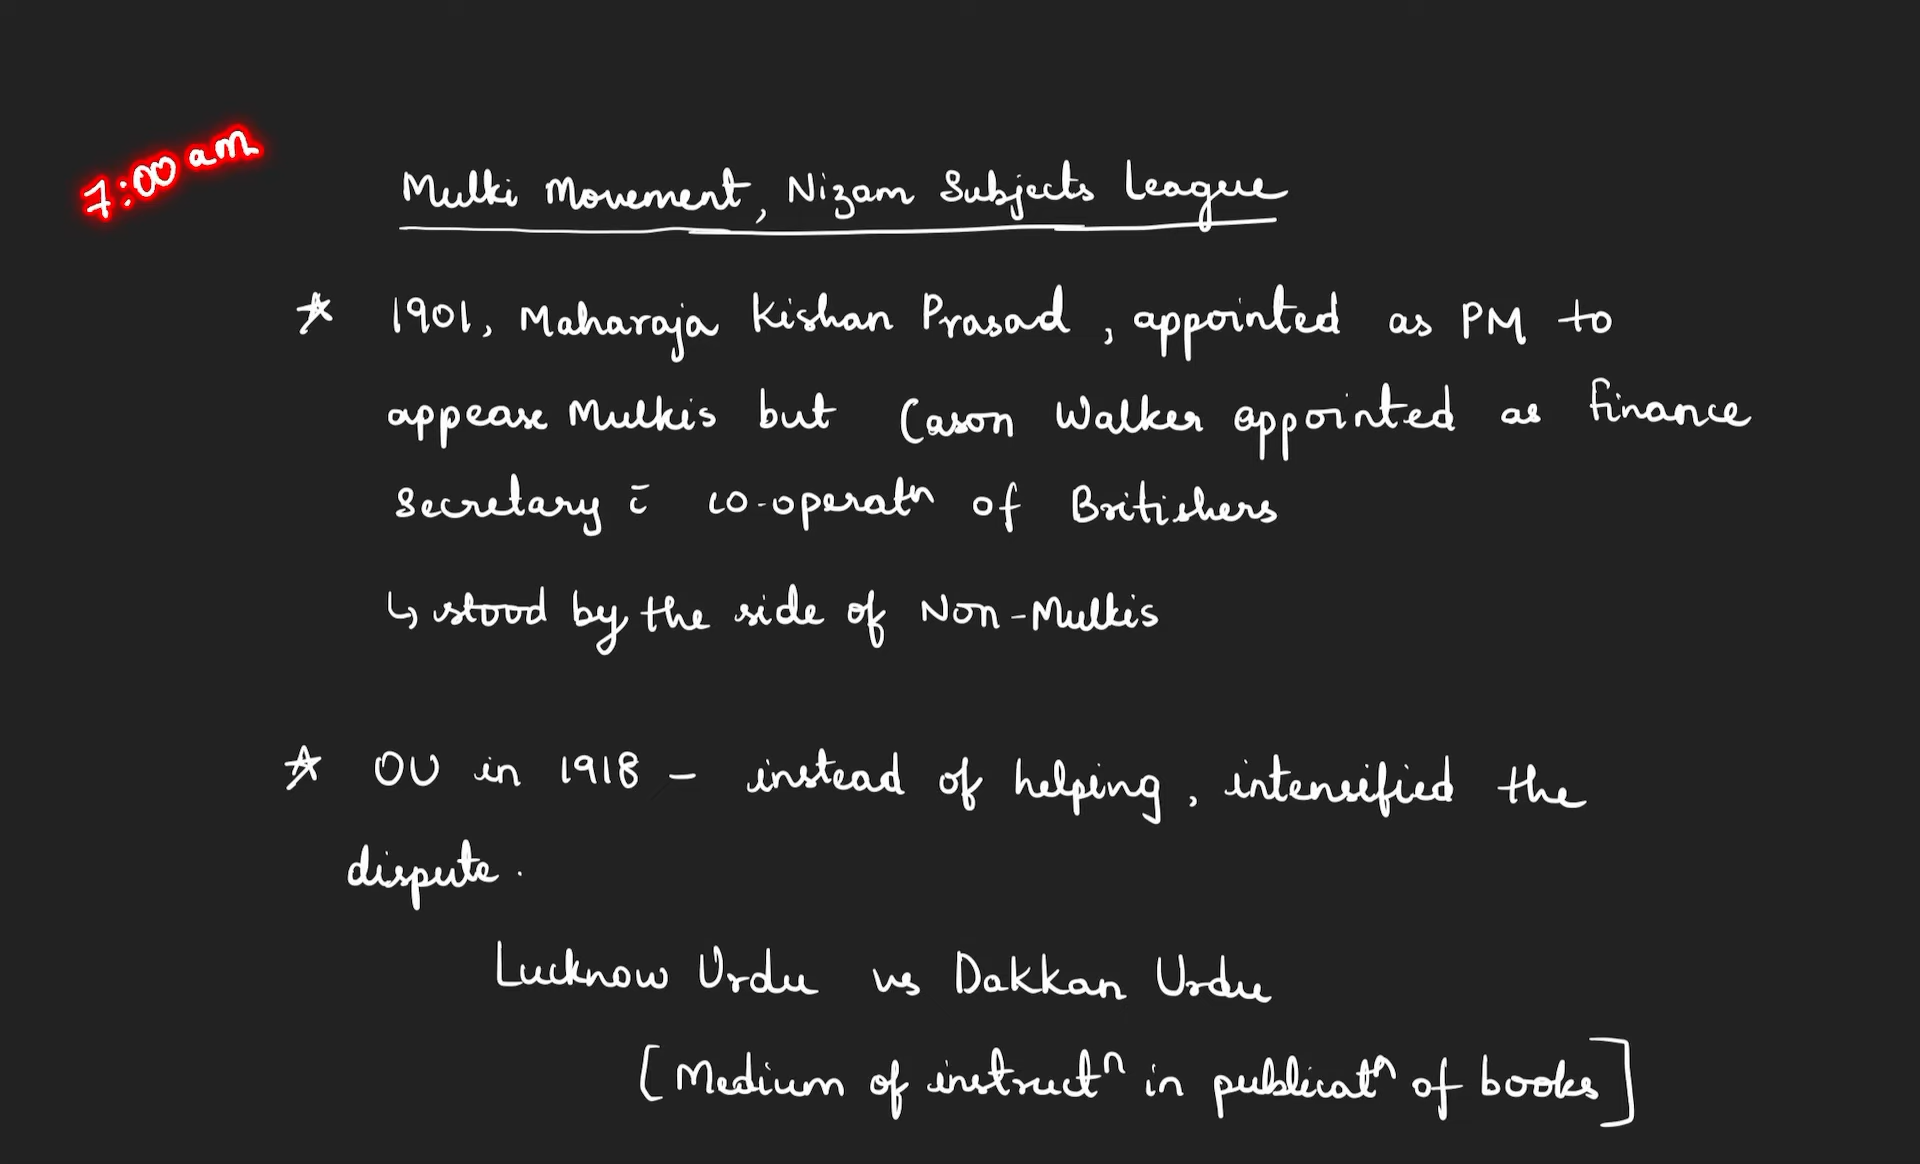 7:00 am
Mulki Movement, Nizam Subjects League
☆ 1901, Maharaja Kishan Prasad, appointed as PM to
appease Mulkis but Cason Walker appointed as finance
Secretary c̄ co-operatⁿ of Britishers
↳ stood by the side of Non-Mulkis
☆ OU in 1918 – instead of helping, intensified the
dispute.
Lucknow Urdu vs Dakkan Urdu
[Medium of instructⁿ in publicatⁿ of books]